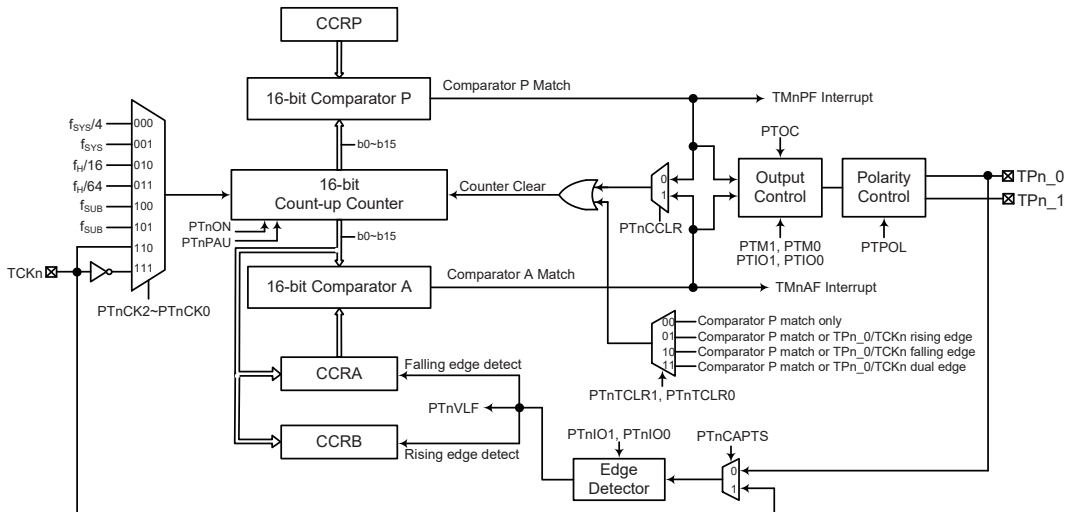 CCRP
16-bit Comparator P
Comparator P Match
TMnPF Interrupt
b0~b15
fSYS/4
fSYS
fH/16
fH/64
fSUB
fSUB
000
001
010
011
100
101
110
111
TCKn
PTnCK2~PTnCK0
16-bit
Count-up Counter
PTnON
PTnPAU
b0~b15
Counter Clear
0
1
PTnCCLR
PTOC
Output
Control
PTM1, PTM0
PTIO1, PTIO0
Polarity
Control
PTPOL
TPn_0
TPn_1
16-bit Comparator A
Comparator A Match
TMnAF Interrupt
00
01
10
11
Comparator P match only
Comparator P match or TPn_0/TCKn rising edge
Comparator P match or TPn_0/TCKn falling edge
Comparator P match or TPn_0/TCKn dual edge
PTnTCLR1, PTnTCLR0
CCRA
Falling edge detect
PTnVLF
CCRB
Rising edge detect
PTnIO1, PTnIO0
Edge
Detector
PTnCAPTS
0
1